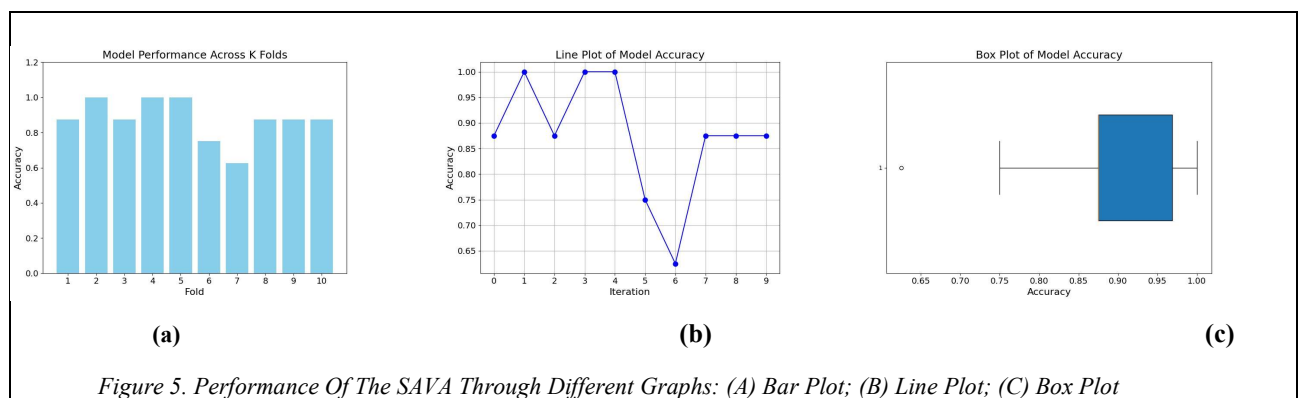 Model Performance Across K Folds
1.2
1.0
0.8
0.6
0.4
0.2
0.0
Accuracy
1 2 3 4 5 6 7 8 9 10
Fold
(a)
Line Plot of Model Accuracy
1.00
0.95
0.90
0.85
0.80
0.75
0.70
0.65
Accuracy
0 1 2 3 4 5 6 7 8 9
Iteration
(b)
Box Plot of Model Accuracy
1
0.65 0.70 0.75 0.80 0.85 0.90 0.95 1.00
Accuracy
(c)
Figure 5. Performance Of The SAVA Through Different Graphs: (A) Bar Plot; (B) Line Plot; (C) Box Plot